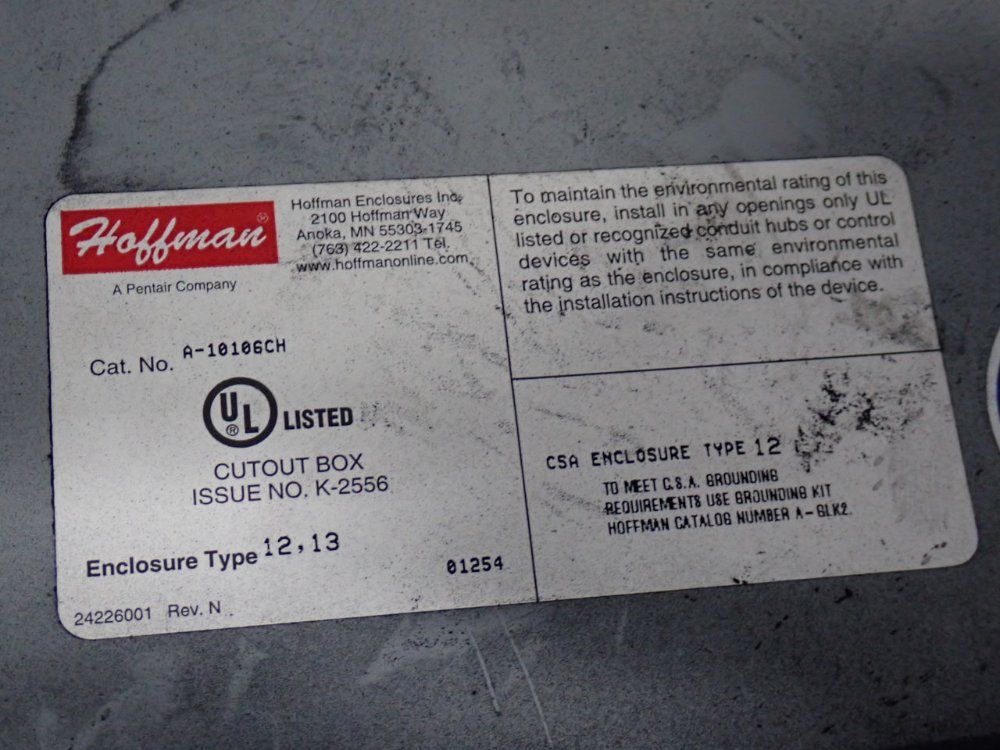 Hoffman®
A Pentair Company
Hoffman Enclosures Inc.
2100 Hoffman Way
Anoka, MN 55303-1745
(763) 422-2211 Tel.
www.hoffmanonline.com
Cat. No. A-10106CH
UL® LISTED
CUTOUT BOX
ISSUE NO. K-2556
Enclosure Type 12,13
01254
24226001 Rev. N
To maintain the environmental rating of this
enclosure, install in any openings only UL
listed or recognized conduit hubs or control
devices with the same environmental
rating as the enclosure, in compliance with
the installation instructions of the device.
CSA ENCLOSURE TYPE 12
TO MEET C.S.A. GROUNDING
REQUIREMENTS USE GROUNDING KIT
HOFFMAN CATALOG NUMBER A-GLK2.